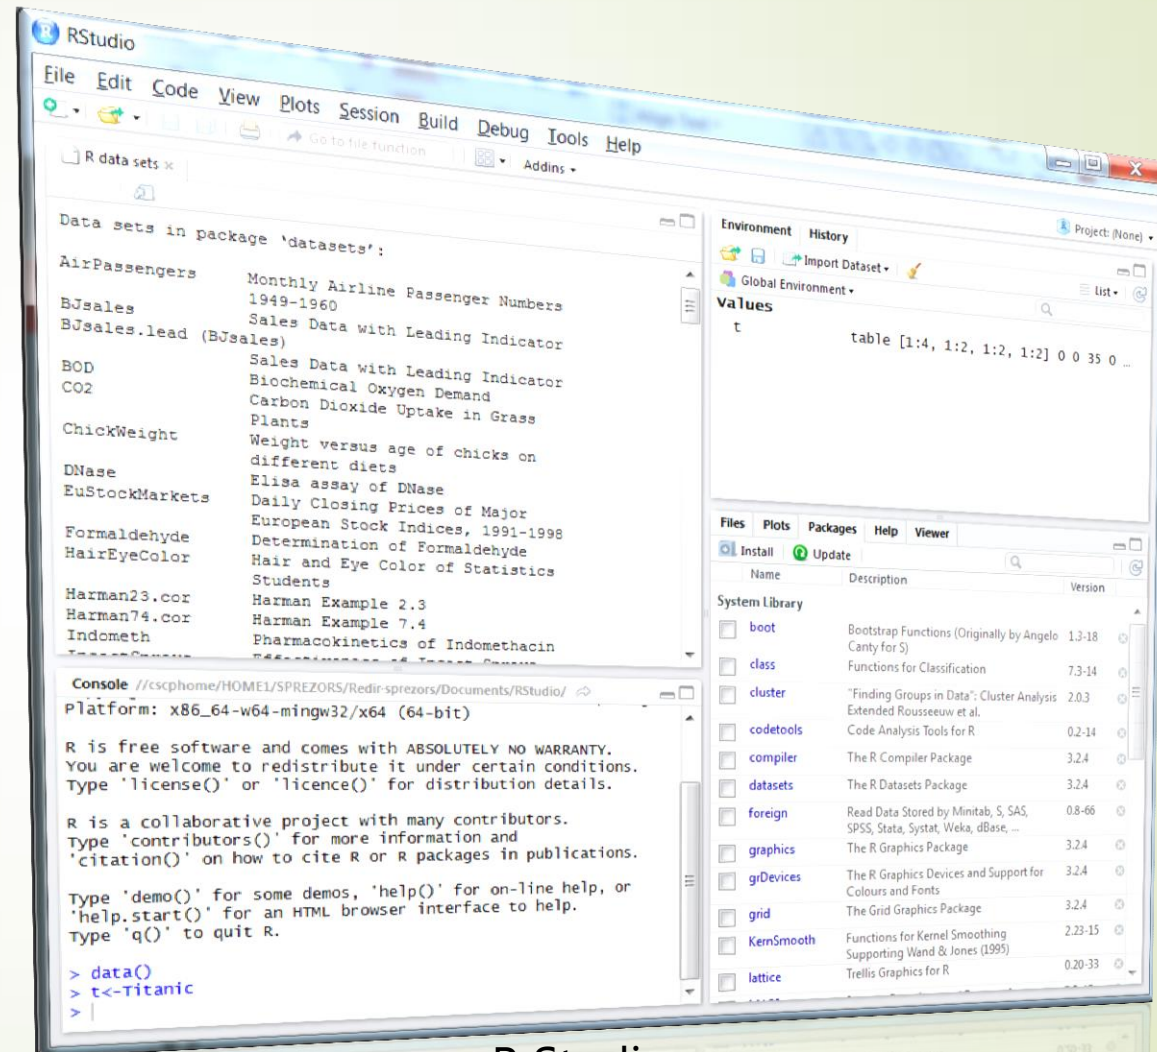 RStudio
File Edit Code View Plots Session Build Debug Tools Help
Go to file/function Addins
R data sets
Project: (None)
Data sets in package 'datasets':
AirPassengers Monthly Airline Passenger Numbers
1949-1960
BJsales Sales Data with Leading Indicator
BJsales.lead (BJsales)
Sales Data with Leading Indicator
BOD Biochemical Oxygen Demand
CO2 Carbon Dioxide Uptake in Grass
Plants
ChickWeight Weight versus age of chicks on
different diets
DNase Elisa assay of DNase
EuStockMarkets Daily Closing Prices of Major
European Stock Indices, 1991-1998
Formaldehyde Determination of Formaldehyde
HairEyeColor Hair and Eye Color of Statistics
Students
Harman23.cor Harman Example 2.3
Harman74.cor Harman Example 7.4
Indometh Pharmacokinetics of Indomethacin
Console //cscphome/HOME1/SPREZORS/Redir-sprezors/Documents/RStudio/
Platform: x86_64-w64-mingw32/x64 (64-bit)
R is free software and comes with ABSOLUTELY NO WARRANTY.
You are welcome to redistribute it under certain conditions.
Type 'license()' or 'licence()' for distribution details.
R is a collaborative project with many contributors.
Type 'contributors()' for more information and
'citation()' on how to cite R or R packages in publications.
Type 'demo()' for some demos, 'help()' for on-line help, or
'help.start()' for an HTML browser interface to help.
Type 'q()' to quit R.
> data()
> t<-Titanic
>
Environment History
Import Dataset
Global Environment List
Values
t table [1:4, 1:2, 1:2, 1:2] 0 0 35 0 ...
Files Plots Packages Help Viewer
Install Update
Name Description Version
System Library
boot Bootstrap Functions (Originally by Angelo 1.3-18
Canty for S)
class Functions for Classification 7.3-14
cluster "Finding Groups in Data": Cluster Analysis 2.0.3
Extended Rousseeuw et al.
codetools Code Analysis Tools for R 0.2-14
compiler The R Compiler Package 3.2.4
datasets The R Datasets Package 3.2.4
foreign Read Data Stored by Minitab, S, SAS, 0.8-66
SPSS, Stata, Systat, Weka, dBase, ...
graphics The R Graphics Package 3.2.4
grDevices The R Graphics Devices and Support for 3.2.4
Colours and Fonts
grid The Grid Graphics Package 3.2.4
KernSmooth Functions for Kernel Smoothing 2.23-15
Supporting Wand & Jones (1995)
lattice Trellis Graphics for R 0.20-33